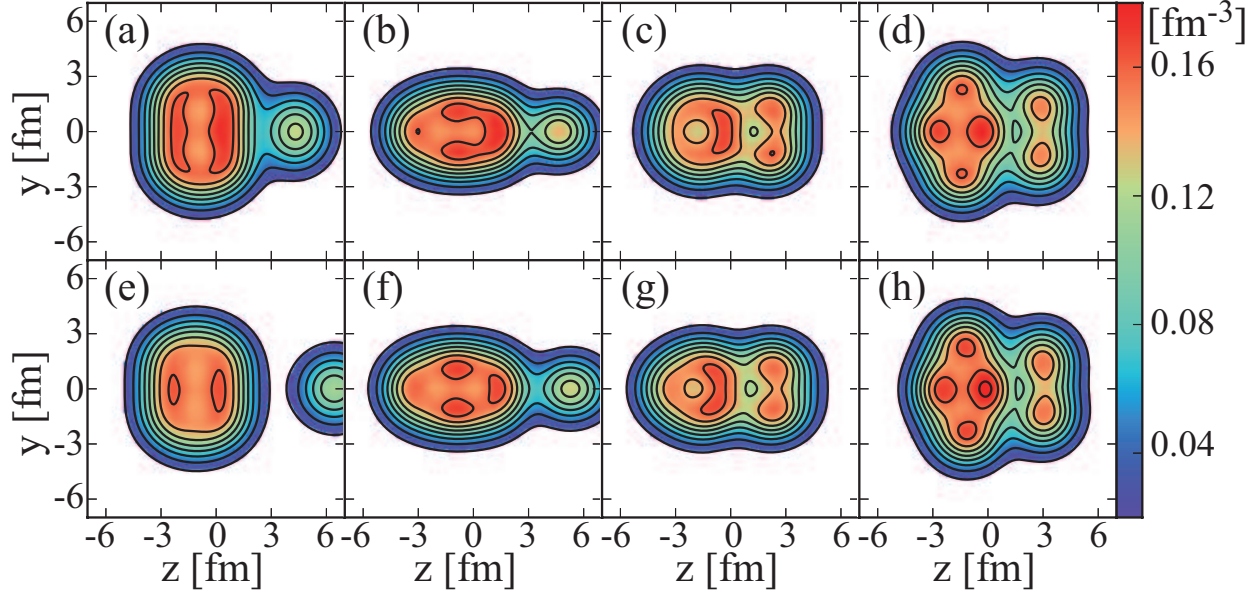 (a) (b) (c) (d) [fm⁻³]
6
3
0
-3
-6
y [fm]
0.16
0.12
0.08
0.04
(e) (f) (g) (h)
6
3
0
-3
-6
y [fm]
-6 -3 0 3 6 -6 -3 0 3 6 -6 -3 0 3 6 -6 -3 0 3 6
z [fm] z [fm] z [fm] z [fm]